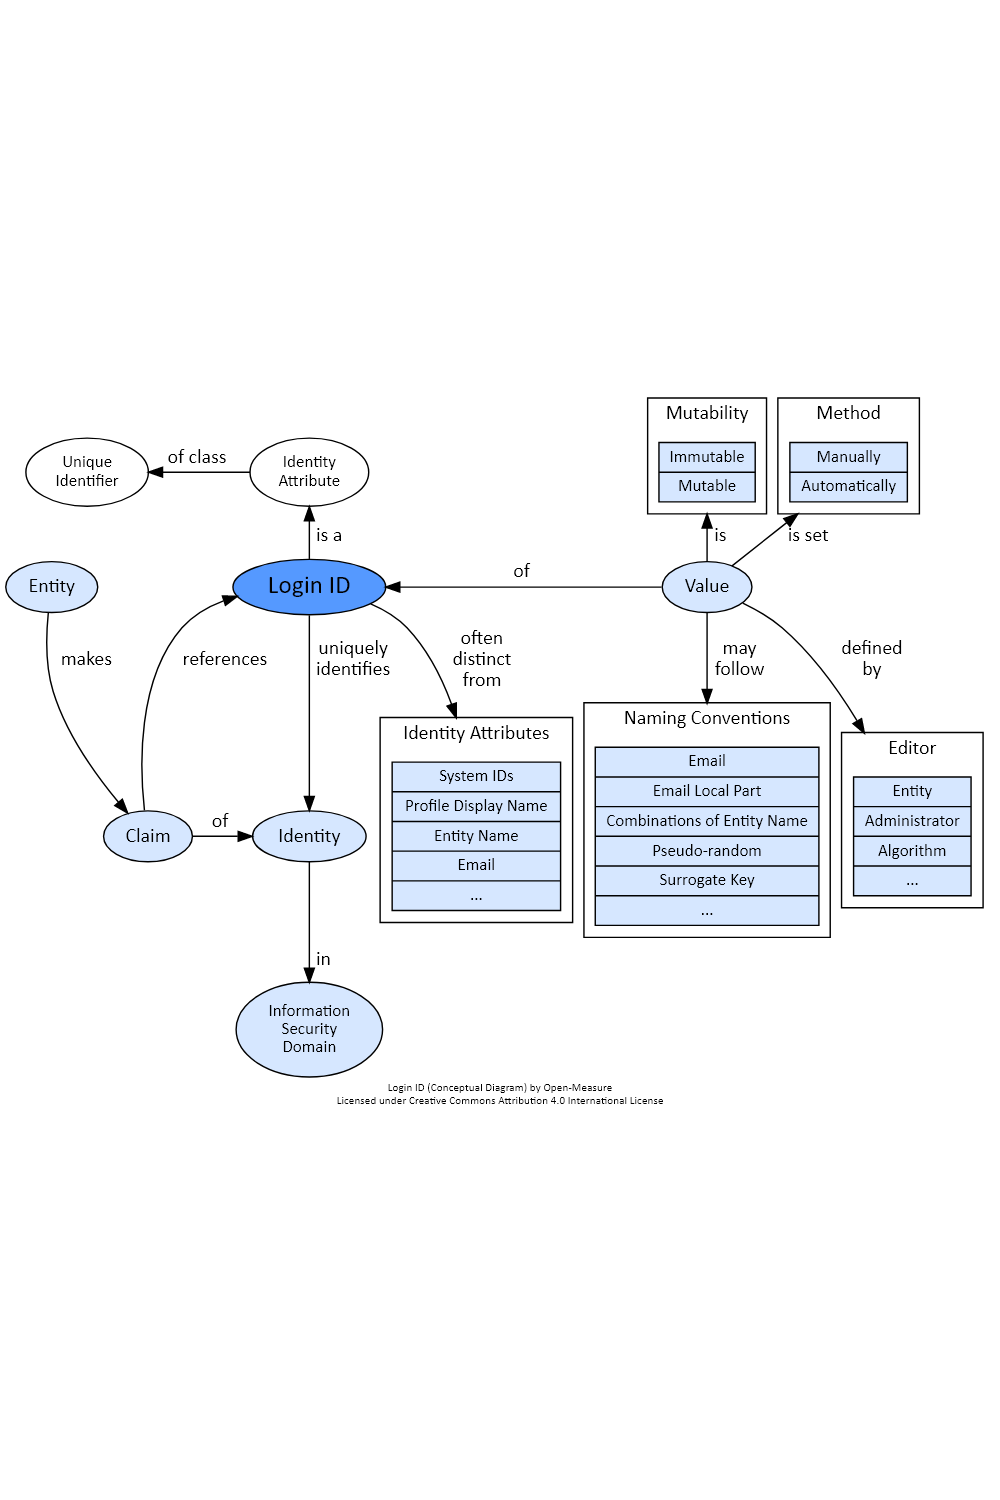 Mutability
Method
Immutable
Mutable
Manually
Automatically
Unique
Identifier
of class
Identity
Attribute
is a
is
is set
Entity
Login ID
of
Value
makes
references
uniquely
identifies
often
distinct
from
may
follow
defined
by
Identity Attributes
System IDs
Profile Display Name
Entity Name
Email
...
Naming Conventions
Email
Email Local Part
Combinations of Entity Name
Pseudo-random
Surrogate Key
...
Editor
Entity
Administrator
Algorithm
...
Claim
of
Identity
in
Information
Security
Domain
Login ID (Conceptual Diagram) by Open-Measure
Licensed under Creative Commons Attribution 4.0 International License